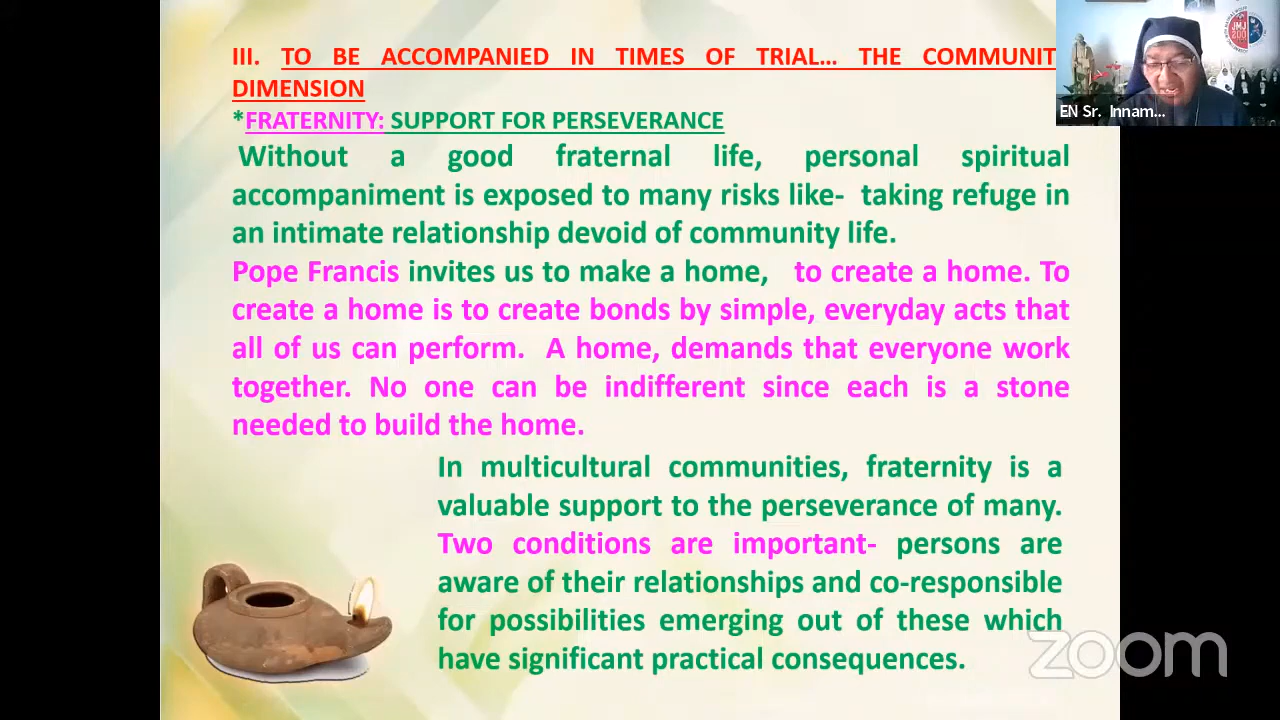 III. TO BE ACCOMPANIED IN TIMES OF TRIAL… THE COMMUNIT
DIMENSION
*FRATERNITY: SUPPORT FOR PERSEVERANCE
Without a good fraternal life, personal spiritual
accompaniment is exposed to many risks like- taking refuge in
an intimate relationship devoid of community life.
Pope Francis invites us to make a home, to create a home. To
create a home is to create bonds by simple, everyday acts that
all of us can perform. A home, demands that everyone work
together. No one can be indifferent since each is a stone
needed to build the home.
In multicultural communities, fraternity is a
valuable support to the perseverance of many.
Two conditions are important- persons are
aware of their relationships and co-responsible
for possibilities emerging out of these which
have significant practical consequences.
JMJ
200
EN Sr. Innam...
zoom